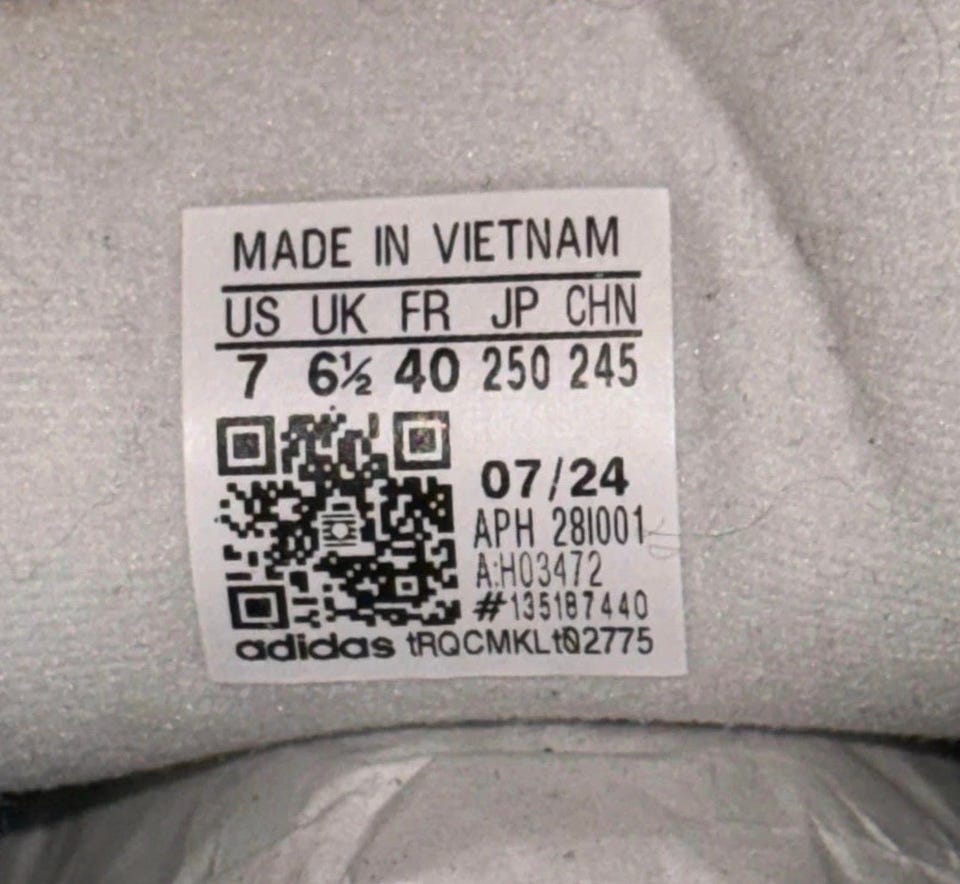 MADE IN VIETNAM
US UK FR JP CHN
7 6½ 40 250 245
07/24
APH 28I001
A:H03472
#135187440
adidas tRQCMKLt02775